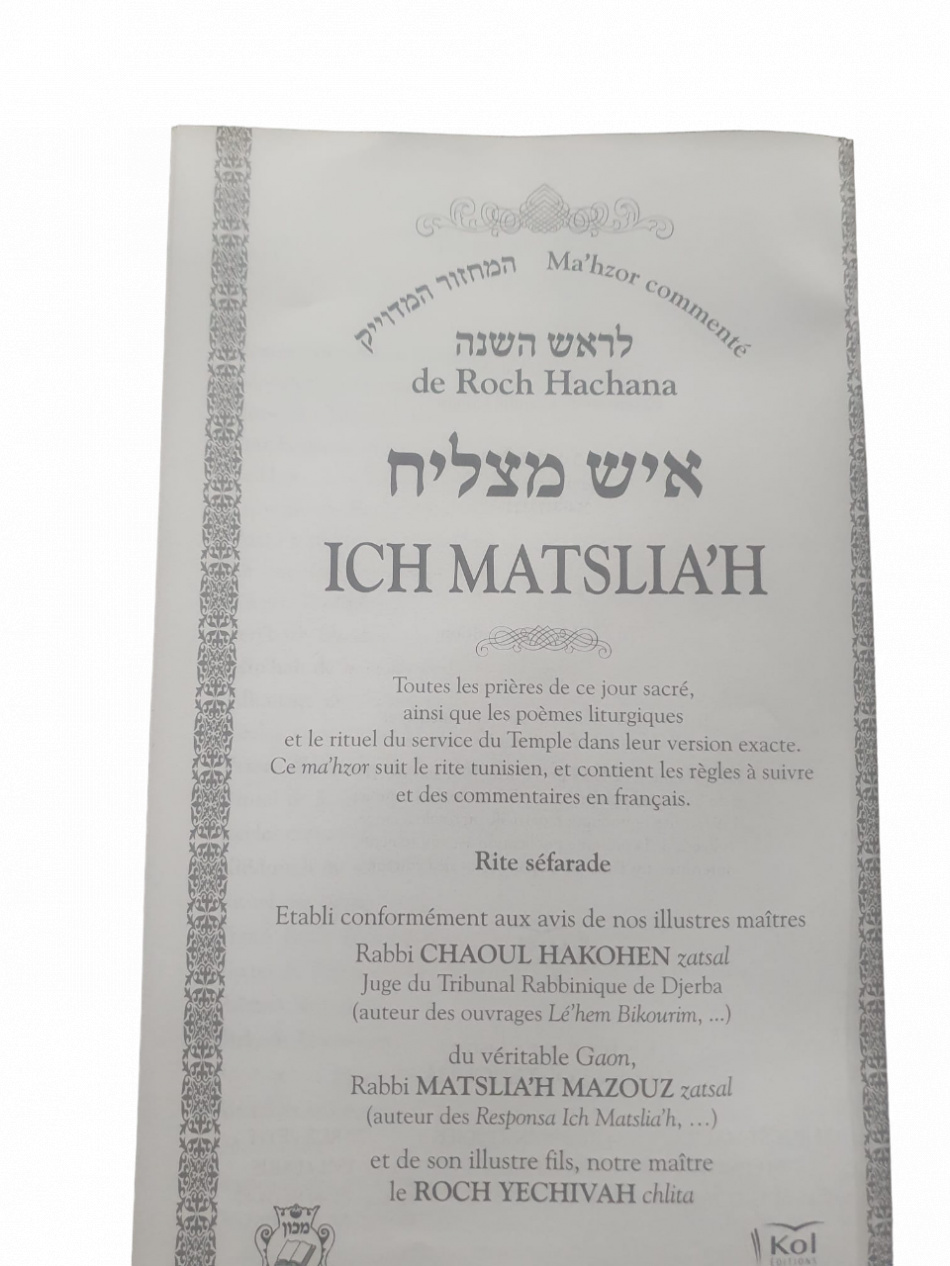 המחזור המדוייק
Ma'hzor commenté
לראש השנה
de Roch Hachana
איש מצליח
ICH MATSLIA'H
Toutes les prières de ce jour sacré,
ainsi que les poèmes liturgiques
et le rituel du service du Temple dans leur version exacte.
Ce ma'hzor suit le rite tunisien, et contient les règles à suivre
et des commentaires en français.
Rite séfarade
Etabli conformément aux avis de nos illustres maîtres
Rabbi CHAOUL HAKOHEN zatsal
Juge du Tribunal Rabbinique de Djerba
(auteur des ouvrages Lé'hem Bikourim, ...)
du véritable Gaon,
Rabbi MATSLIA'H MAZOUZ zatsal
(auteur des Responsa Ich Matslia'h, ...)
et de son illustre fils, notre maître
le ROCH YECHIVAH chlita
מכון
Kol
EDITIONS